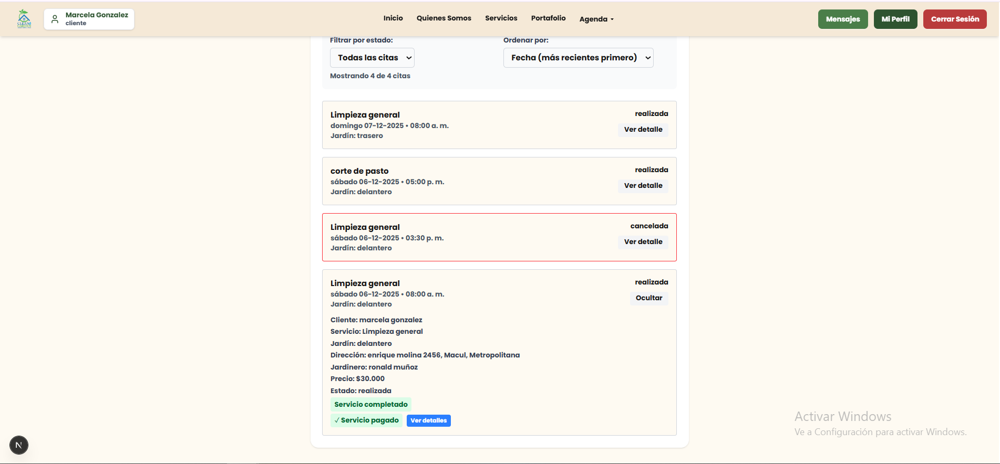 CLEAN&
GARDEN
Marcela Gonzalez
cliente
Inicio
Quienes Somos
Servicios
Portafolio
Agenda
Mensajes
Mi Perfil
Cerrar Sesión
Filtrar por estado:
Ordenar por:
Todas las citas
Fecha (más recientes primero)
Mostrando 4 de 4 citas
Limpieza general
realizada
domingo 07-12-2025 • 08:00 a. m.
Ver detalle
Jardín: trasero
corte de pasto
realizada
sábado 06-12-2025 • 05:00 p. m.
Ver detalle
Jardín: delantero
Limpieza general
cancelada
sábado 06-12-2025 • 03:30 p. m.
Ver detalle
Jardín: delantero
Limpieza general
realizada
sábado 06-12-2025 • 08:00 a. m.
Ocultar
Jardín: delantero
Cliente: marcela gonzalez
Servicio: Limpieza general
Jardín: delantero
Dirección: enrique molina 2456, Macul, Metropolitana
Jardinero: ronald muñoz
Precio: $30.000
Estado: realizada
Servicio completado
✓ Servicio pagado
Ver detalles
Activar Windows
Ve a Configuración para activar Windows.
N